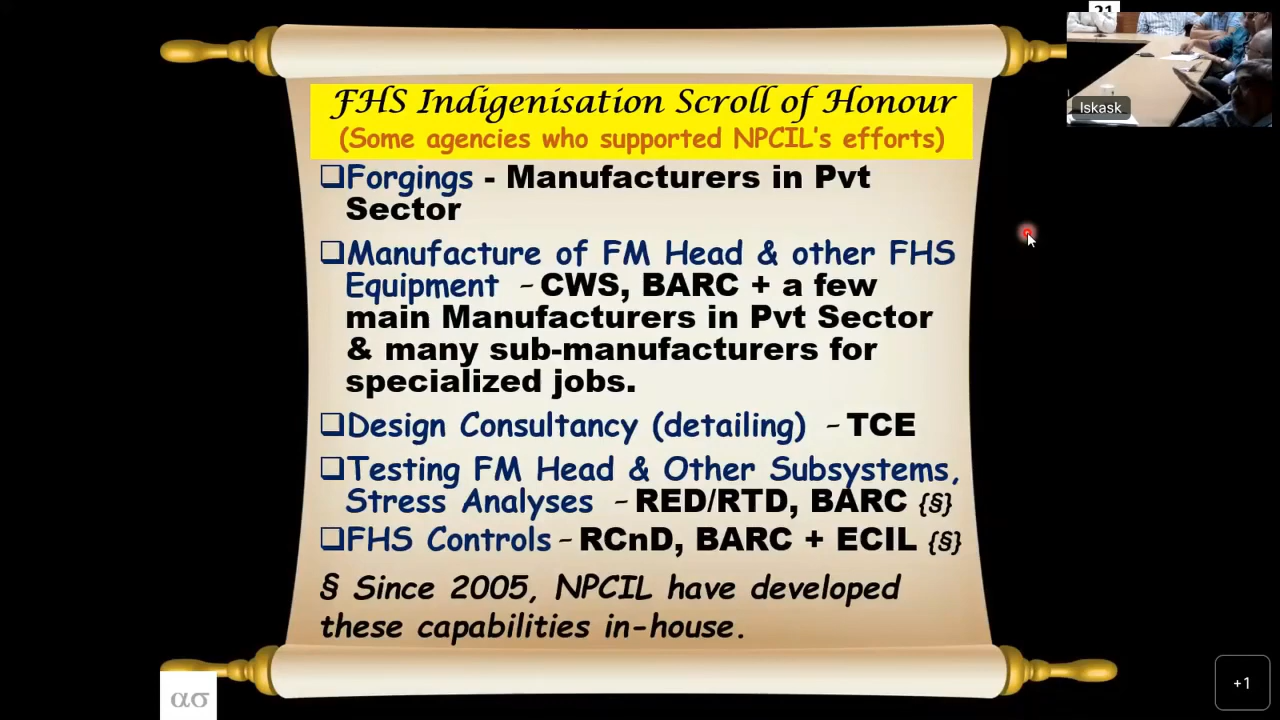 21
FHS Indigenisation Scroll of Honour
(Some agencies who supported NPCIL's efforts)
❑Forgings - Manufacturers in Pvt
Sector
❑Manufacture of FM Head & other FHS
Equipment - CWS, BARC + a few
main Manufacturers in Pvt Sector
& many sub-manufacturers for
specialized jobs.
❑Design Consultancy (detailing) - TCE
❑Testing FM Head & Other Subsystems,
Stress Analyses - RED/RTD, BARC {§}
❑FHS Controls - RCnD, BARC + ECIL {§}
§ Since 2005, NPCIL have developed
these capabilities in-house.
ασ
+1